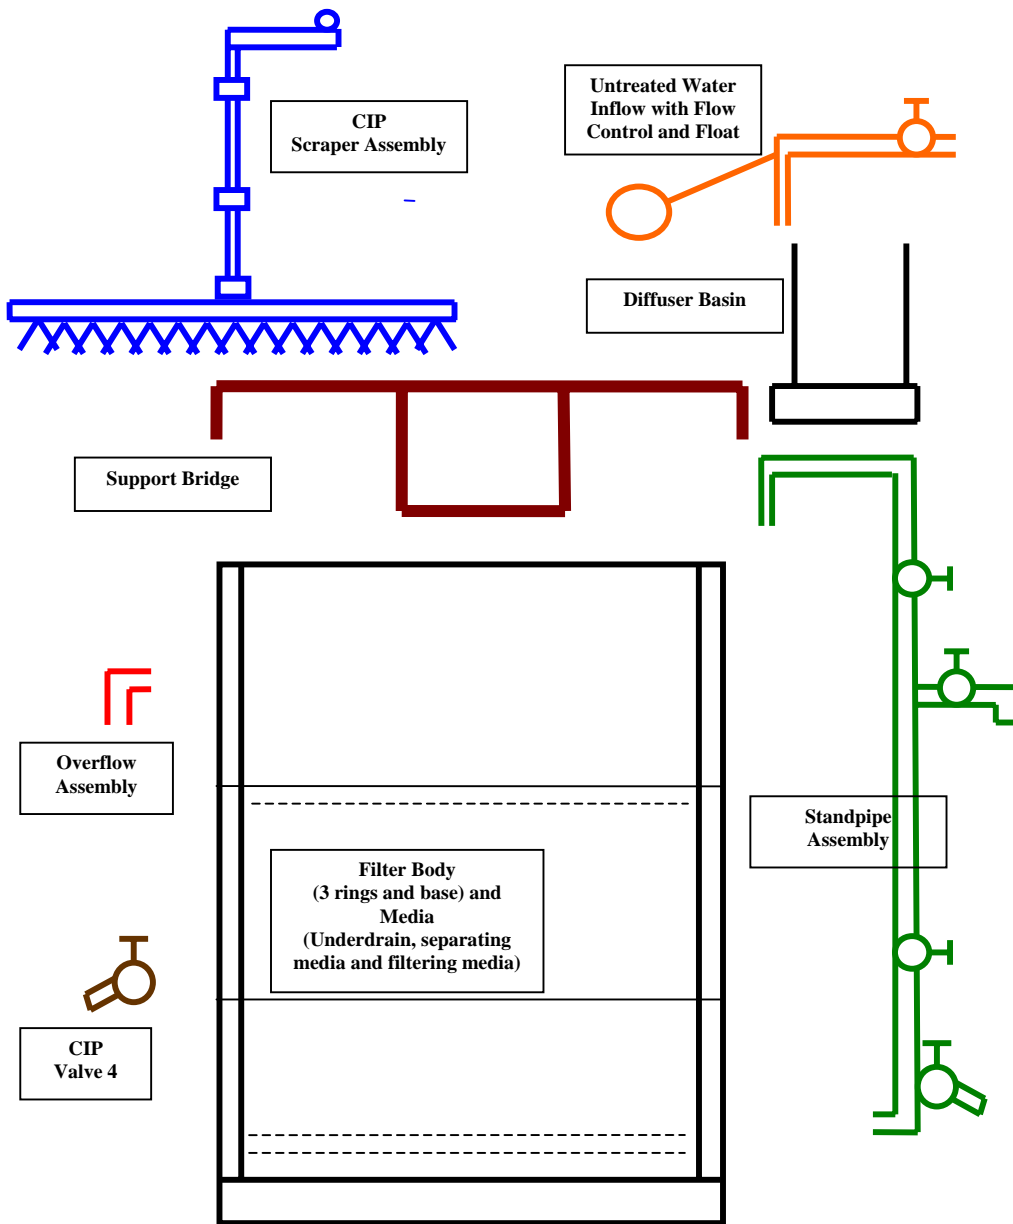 CIP
Scraper Assembly
Untreated Water
Inflow with Flow
Control and Float
Diffuser Basin
Support Bridge
Overflow
Assembly
Standpipe
Assembly
Filter Body
(3 rings and base) and
Media
(Underdrain, separating
media and filtering media)
CIP
Valve 4